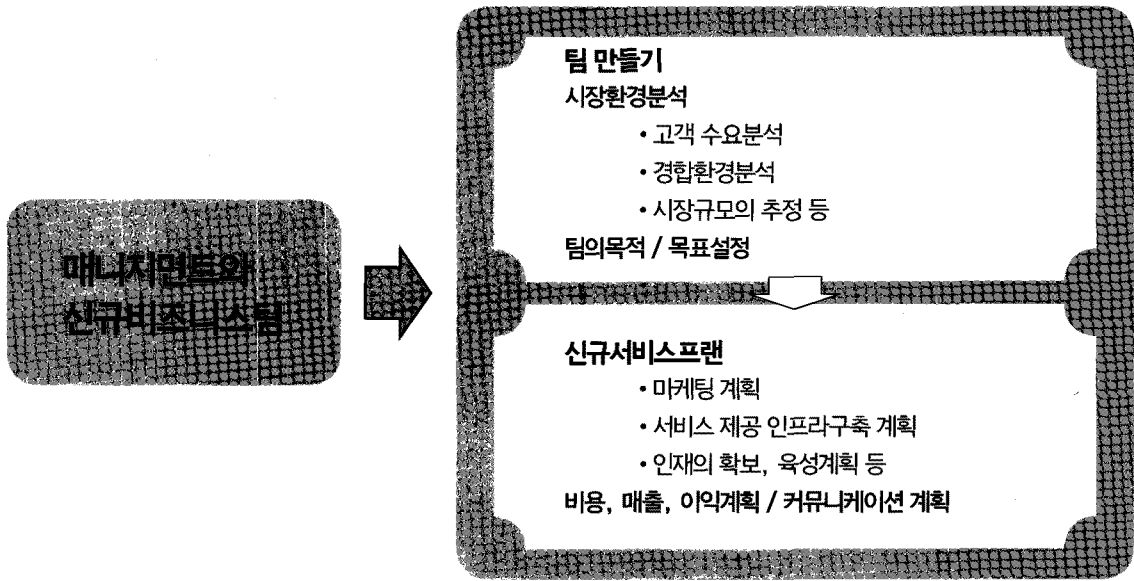 매니지먼트와
신규비즈니스팀
팀 만들기
시장환경분석
• 고객 수요분석
• 경합환경분석
• 시장규모의 추정 등
팀의목적 / 목표설정
신규서비스프랜
• 마케팅 계획
• 서비스 제공 인프라구축 계획
• 인재의 확보, 육성계획 등
비용, 매출, 이익계획 / 커뮤니케이션 계획